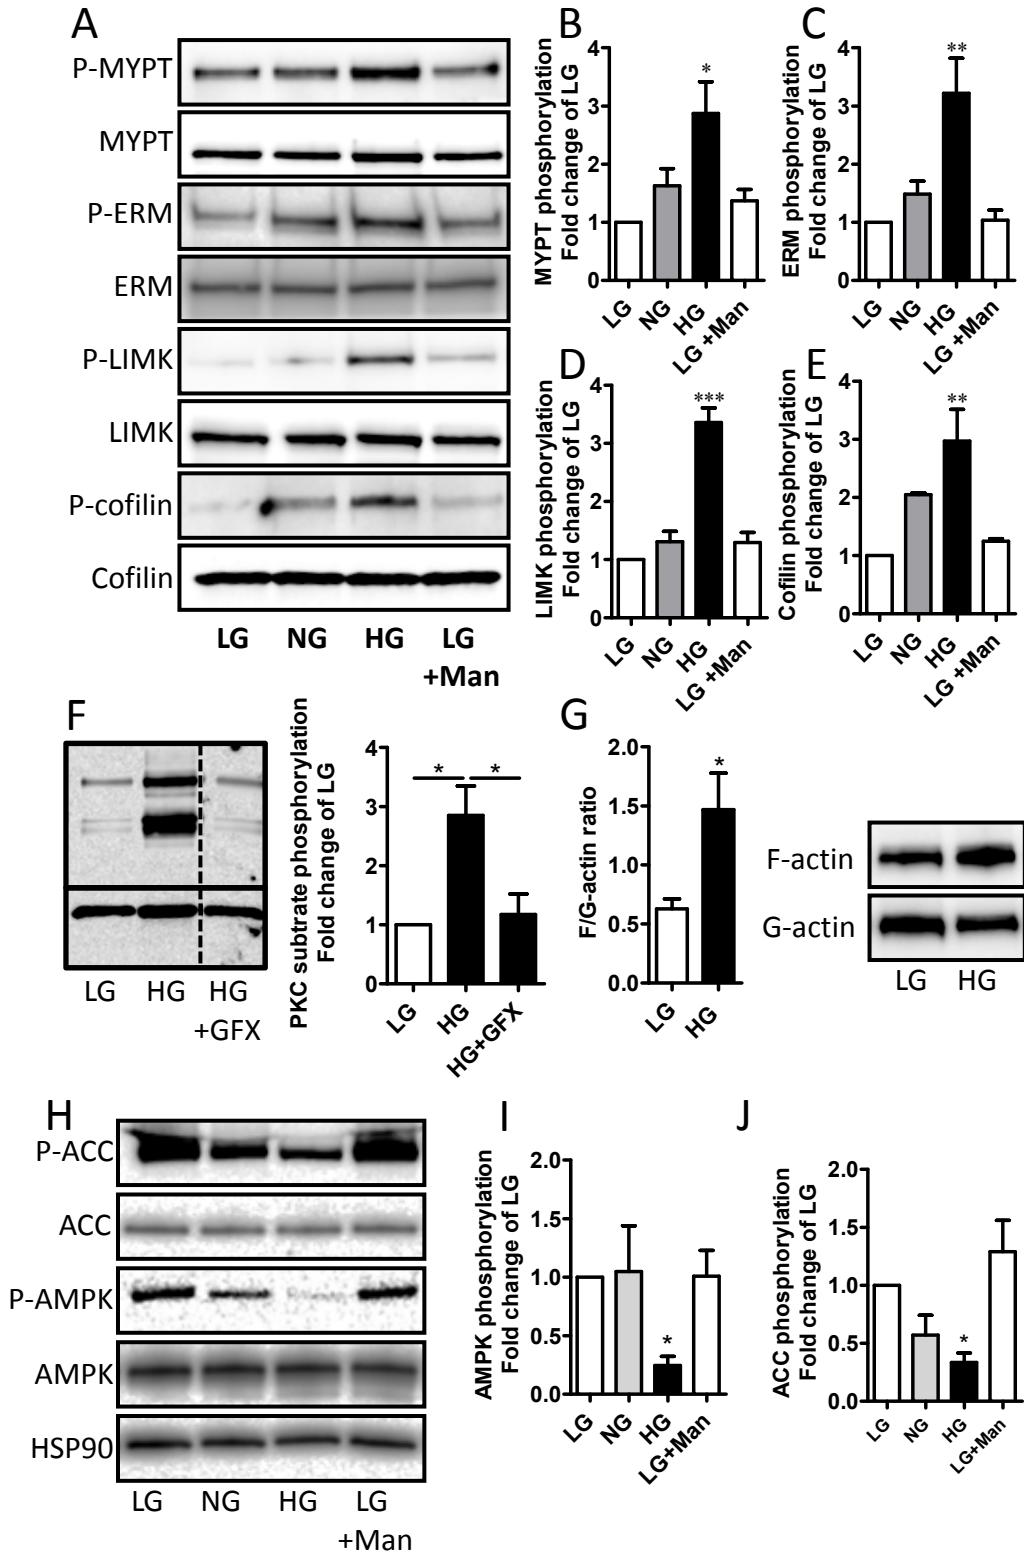 A
P-MYPT
MYPT
P-ERM
ERM
P-LIMK
LIMK
P-cofilin
Cofilin
LG NG HG LG
+Man
B
MYPT phosphorylation
Fold change of LG
4
3
2
1
0
*
LG NG HG LG +Man
C
ERM phosphorylation
Fold change of LG
4
3
2
1
0
**
LG NG HG LG +Man
D
LIMK phosphorylation
Fold change of LG
4
3
2
1
0
***
LG NG HG LG +Man
E
Cofilin phosphorylation
Fold change of LG
4
3
2
1
0
**
LG NG HG LG +Man
F
LG HG HG
+GFX
PKC subtrate phosphorylation
Fold change of LG
4
3
2
1
0
* *
LG HG HG+GFX
G
F/G-actin ratio
2.0
1.5
1.0
0.5
0.0
*
LG HG
F-actin
G-actin
LG HG
H
P-ACC
ACC
P-AMPK
AMPK
HSP90
LG NG HG LG
+Man
I
AMPK phosphorylation
Fold change of LG
2.0
1.5
1.0
0.5
0.0
*
LG NG HG LG+Man
J
ACC phosphorylation
Fold change of LG
2.0
1.5
1.0
0.5
0.0
*
LG NG HG LG+Man